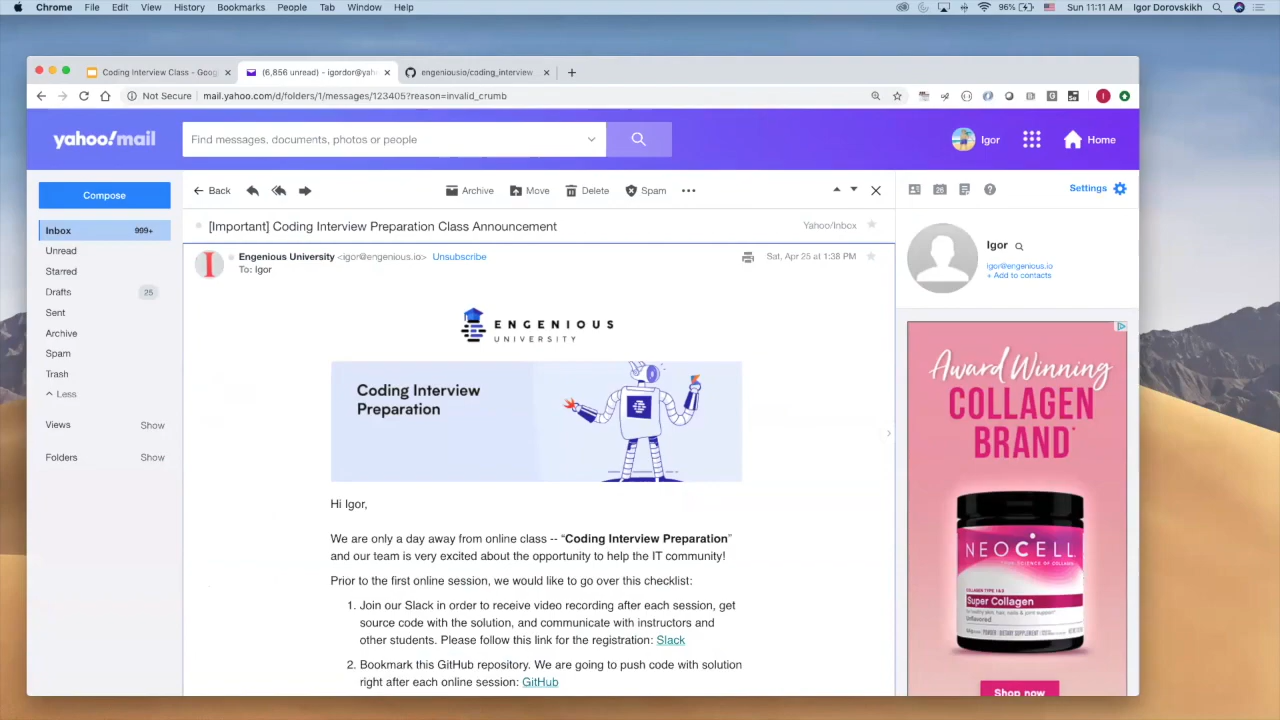 Chrome File Edit View History Bookmarks People Tab Window Help 96% Sun 11:11 AM Igor Dorovskikh
Coding Interview Class - Goog × (6,856 unread) - igordor@yah × engeniousio/coding_interview × +
Not Secure mail.yahoo.com/d/folders/1/messages/123405?reason=invalid_crumb
yahoo!mail Find messages, documents, photos or people Igor Home
Compose Back Archive Move Delete Spam ••• 26 Settings
Inbox 999+ [Important] Coding Interview Preparation Class Announcement Yahoo/Inbox
Unread
Starred
Drafts 25
Sent
Archive
Spam
Trash
Less
Views Show
Folders Show
I Engenious University <igor@engenious.io> Unsubscribe Sat, Apr 25 at 1:38 PM
To: Igor
ENGENIOUS
UNIVERSITY
Coding Interview
Preparation
Hi Igor,
We are only a day away from online class -- “Coding Interview Preparation”
and our team is very excited about the opportunity to help the IT community!
Prior to the first online session, we would like to go over this checklist:
1. Join our Slack in order to receive video recording after each session, get
source code with the solution, and communicate with instructors and
other students. Please follow this link for the registration: Slack
2. Bookmark this GitHub repository. We are going to push code with solution
right after each online session: GitHub
Igor
igor@engenious.io
+ Add to contacts
Award Winning
COLLAGEN
BRAND*
NEOCELL
COLLAGEN TYPE 1&3
Super Collagen
Unflavored
Shop now